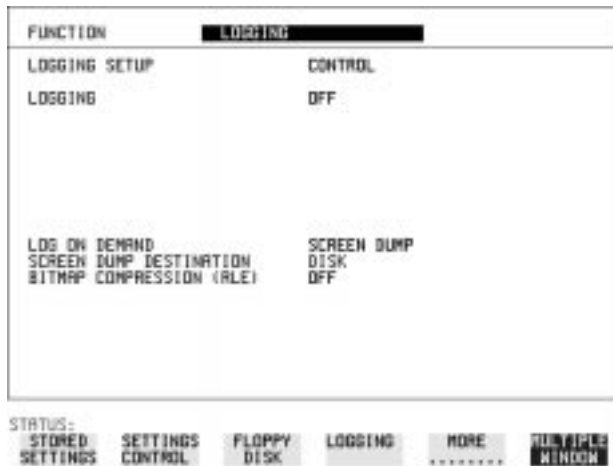 FUNCTION LOGGING
LOGGING SETUP CONTROL
LOGGING OFF
LOG ON DEMAND SCREEN DUMP
SCREEN DUMP DESTINATION DISK
BITMAP COMPRESSION (RLE) OFF
STATUS:
STORED SETTINGS FLOPPY LOGGING MORE MULTIPLE
SETTINGS CONTROL DISK ........ WINDOW